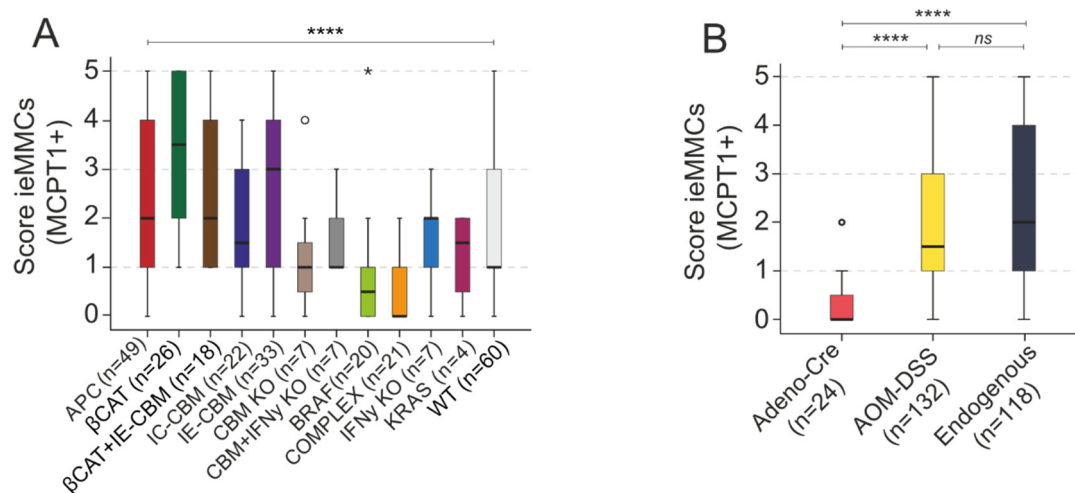 A
****
Score ieMMCs
(MCPT1+)
5
4
3
2
1
0
*
APC (n=49)
βCAT (n=26)
βCAT+IE-CBM (n=18)
IC-CBM (n=22)
IE-CBM (n=33)
CBM KO (n=7)
CBM+IFNγ KO (n=7)
BRAF(n=20)
COMPLEX (n=21)
IFNγ KO (n=7)
KRAS (n=4)
WT (n=60)
B
****
****
ns
Score ieMMCs
(MCPT1+)
5
4
3
2
1
0
Adeno-Cre
(n=24)
AOM-DSS
(n=132)
Endogenous
(n=118)